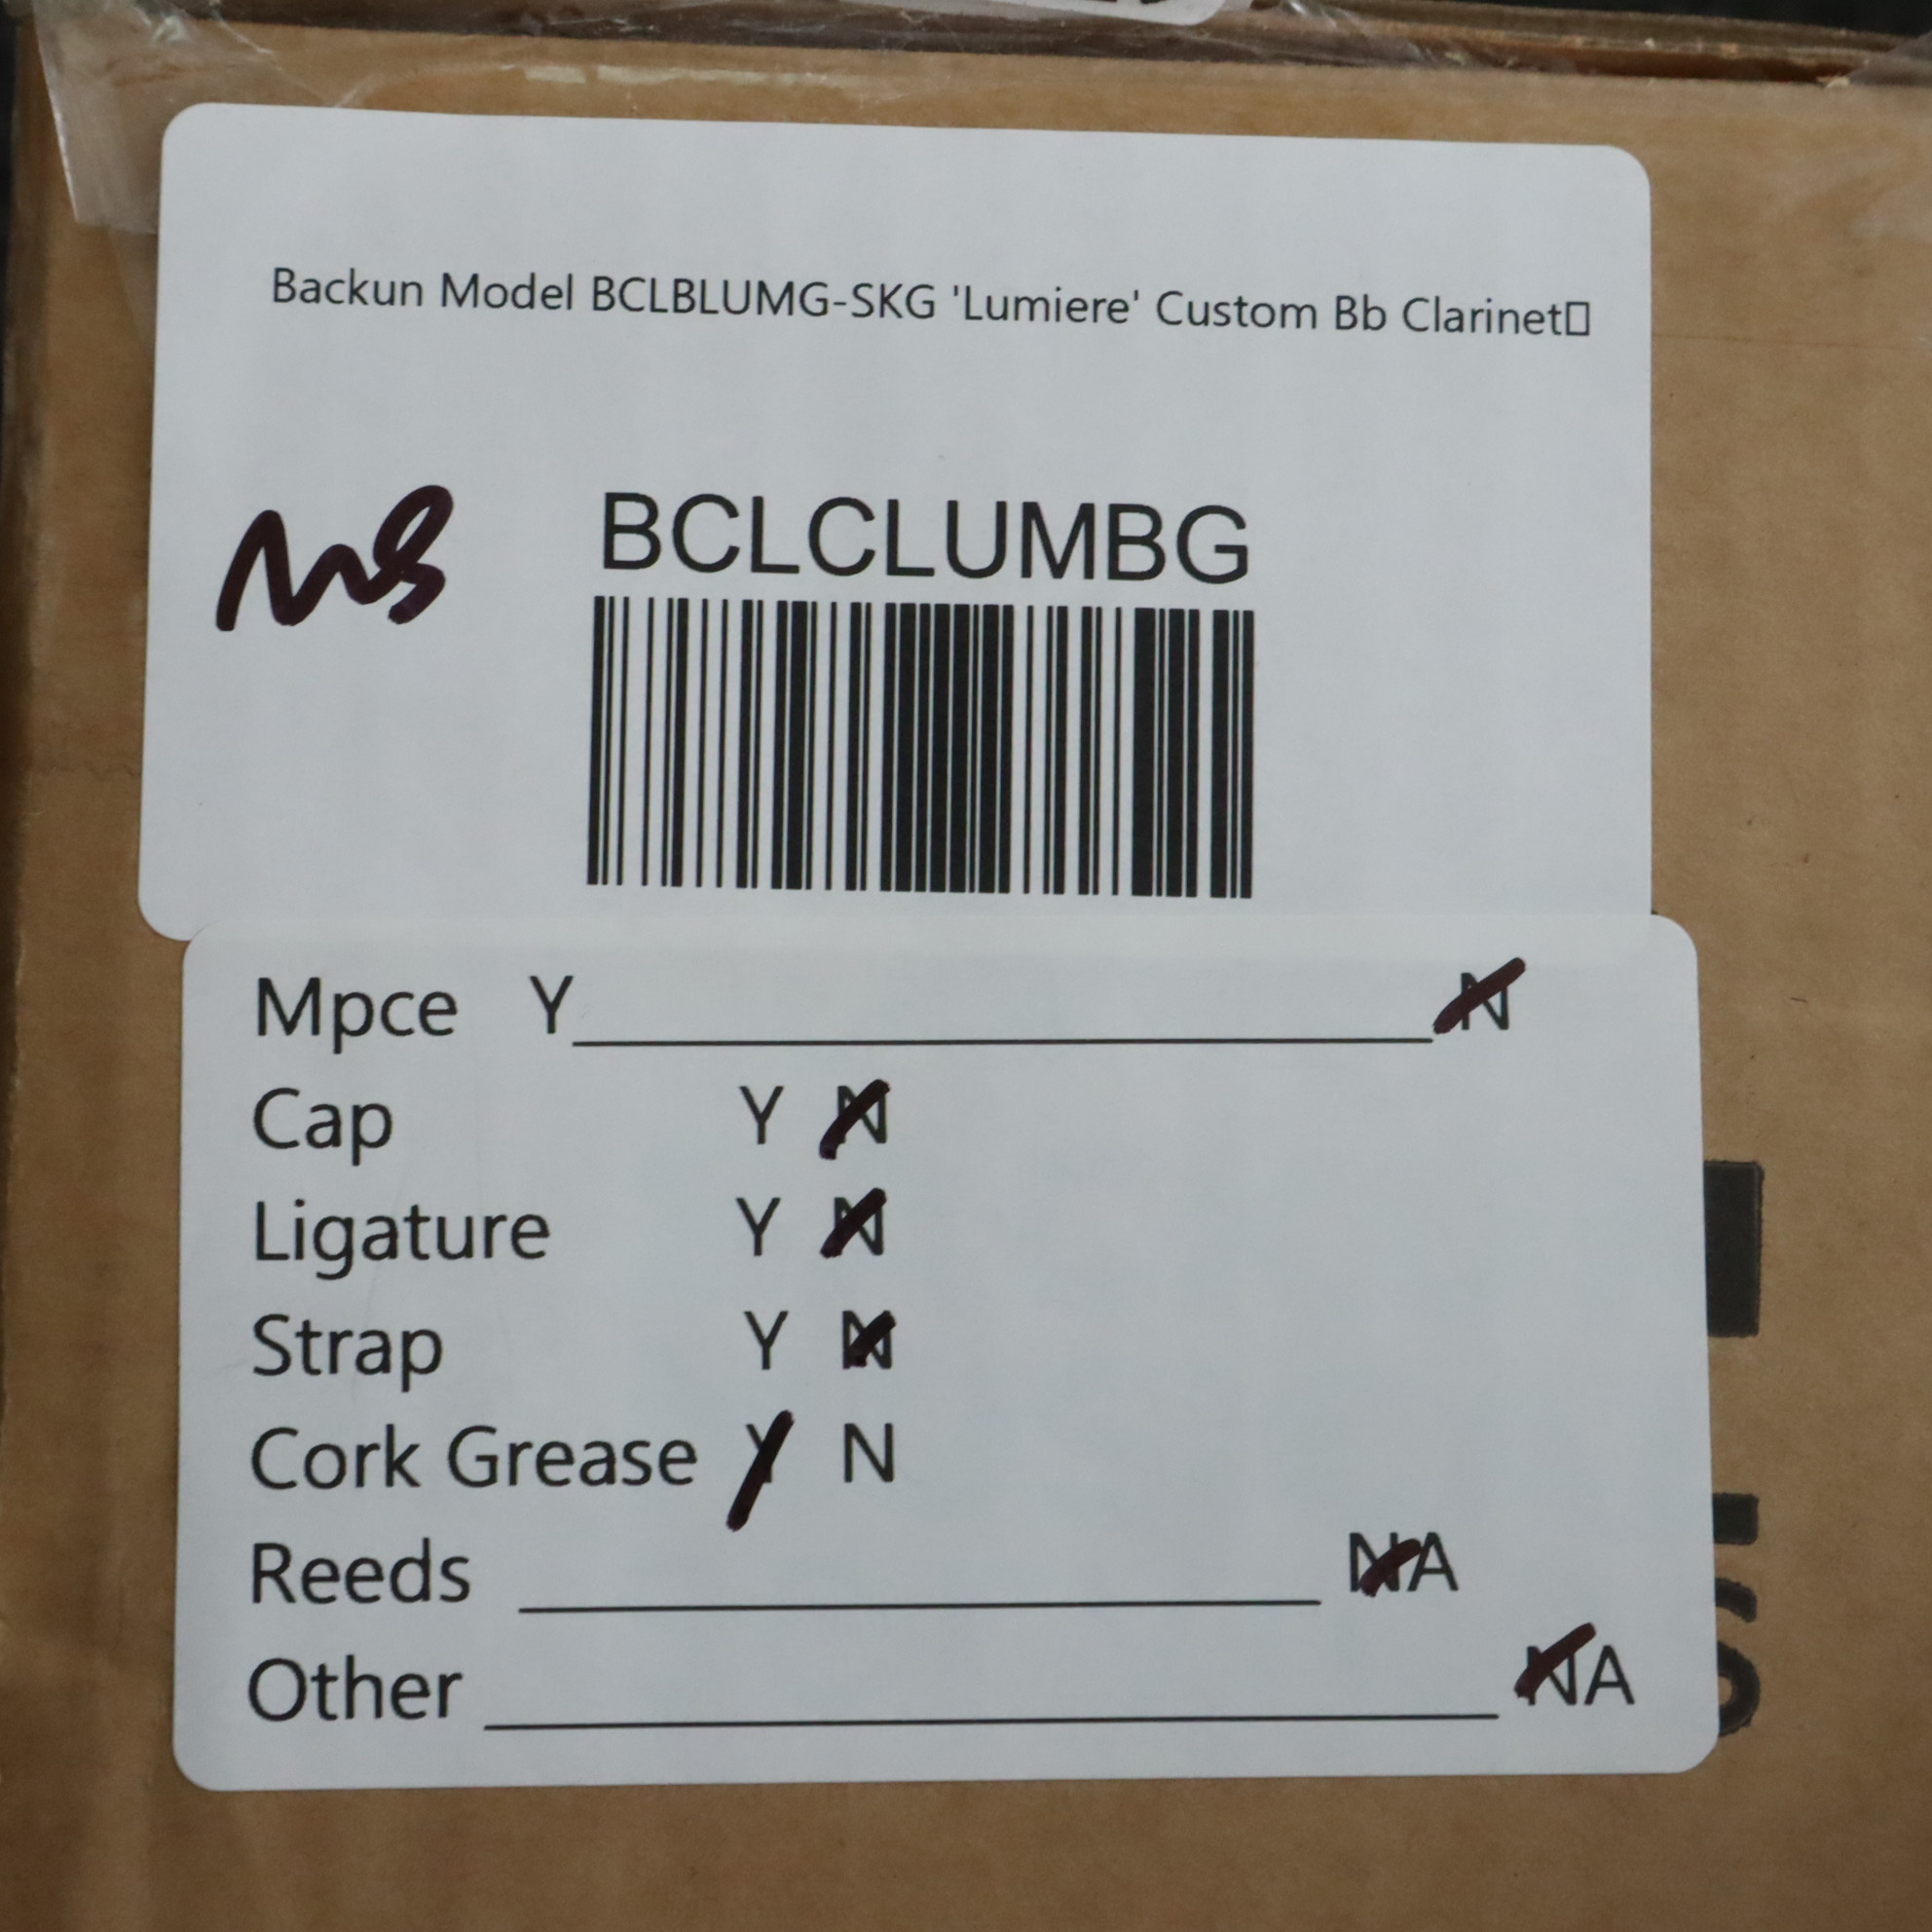 Backun Model BCLBLUMG-SKG 'Lumiere' Custom Bb Clarinet▯
BCLCLUMBG
Mpce Y N
Cap Y N
Ligature Y N
Strap Y N
Cork Grease Y N
Reeds NA
Other NA